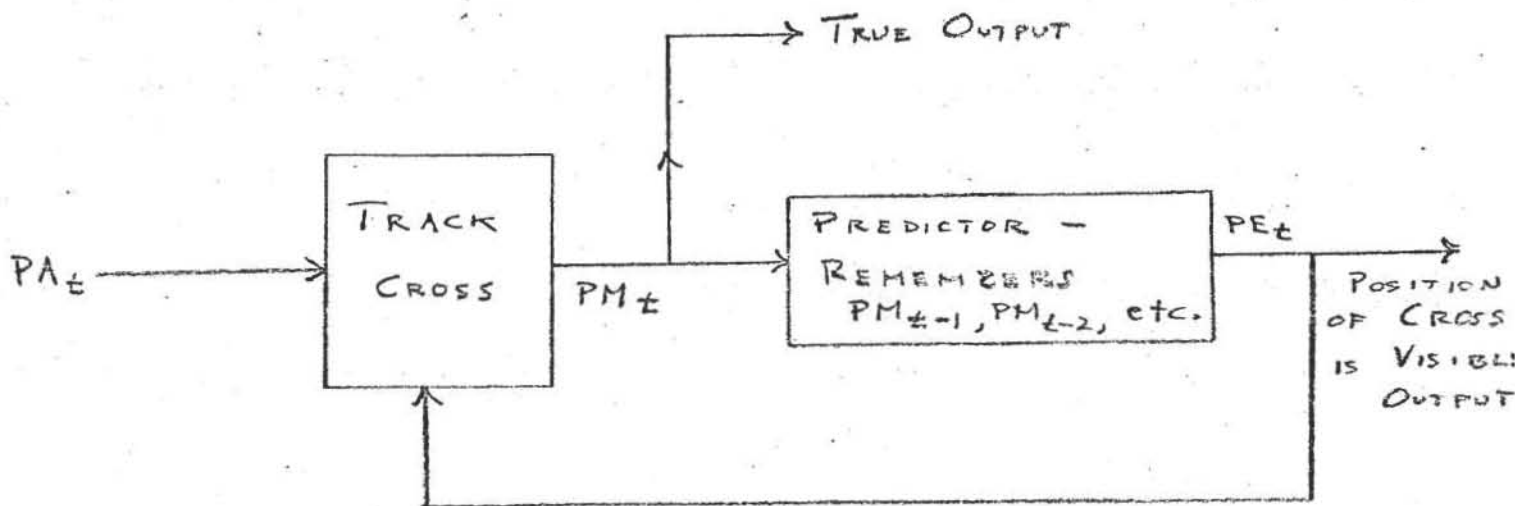 TRUE OUTPUT
PA_t
TRACK
CROSS
PM_t
PREDICTOR –
REMEMBERS
PM_t-1, PM_t-2, etc.
PE_t
POSITION
OF CROSS
IS VISIBLE
OUTPUT